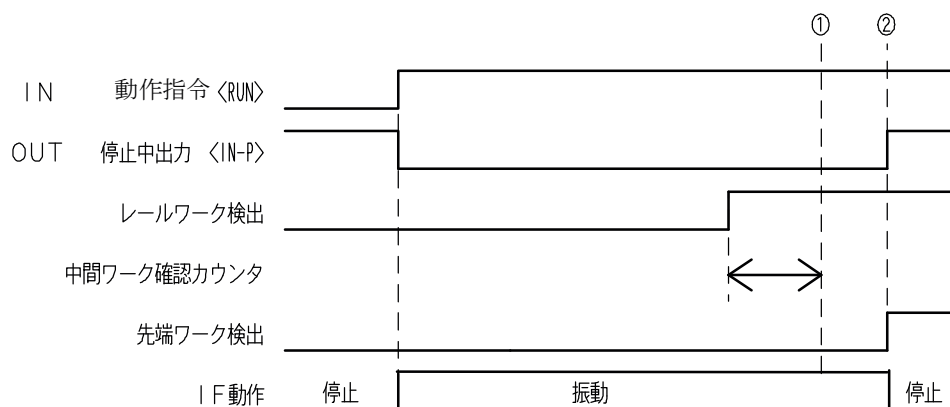 ① ②
IN 動作指令〈RUN〉
OUT 停止中出力 〈IN-P〉
レールワーク検出
中間ワーク確認カウンタ
先端ワーク検出
IF動作 停止 振動 停止